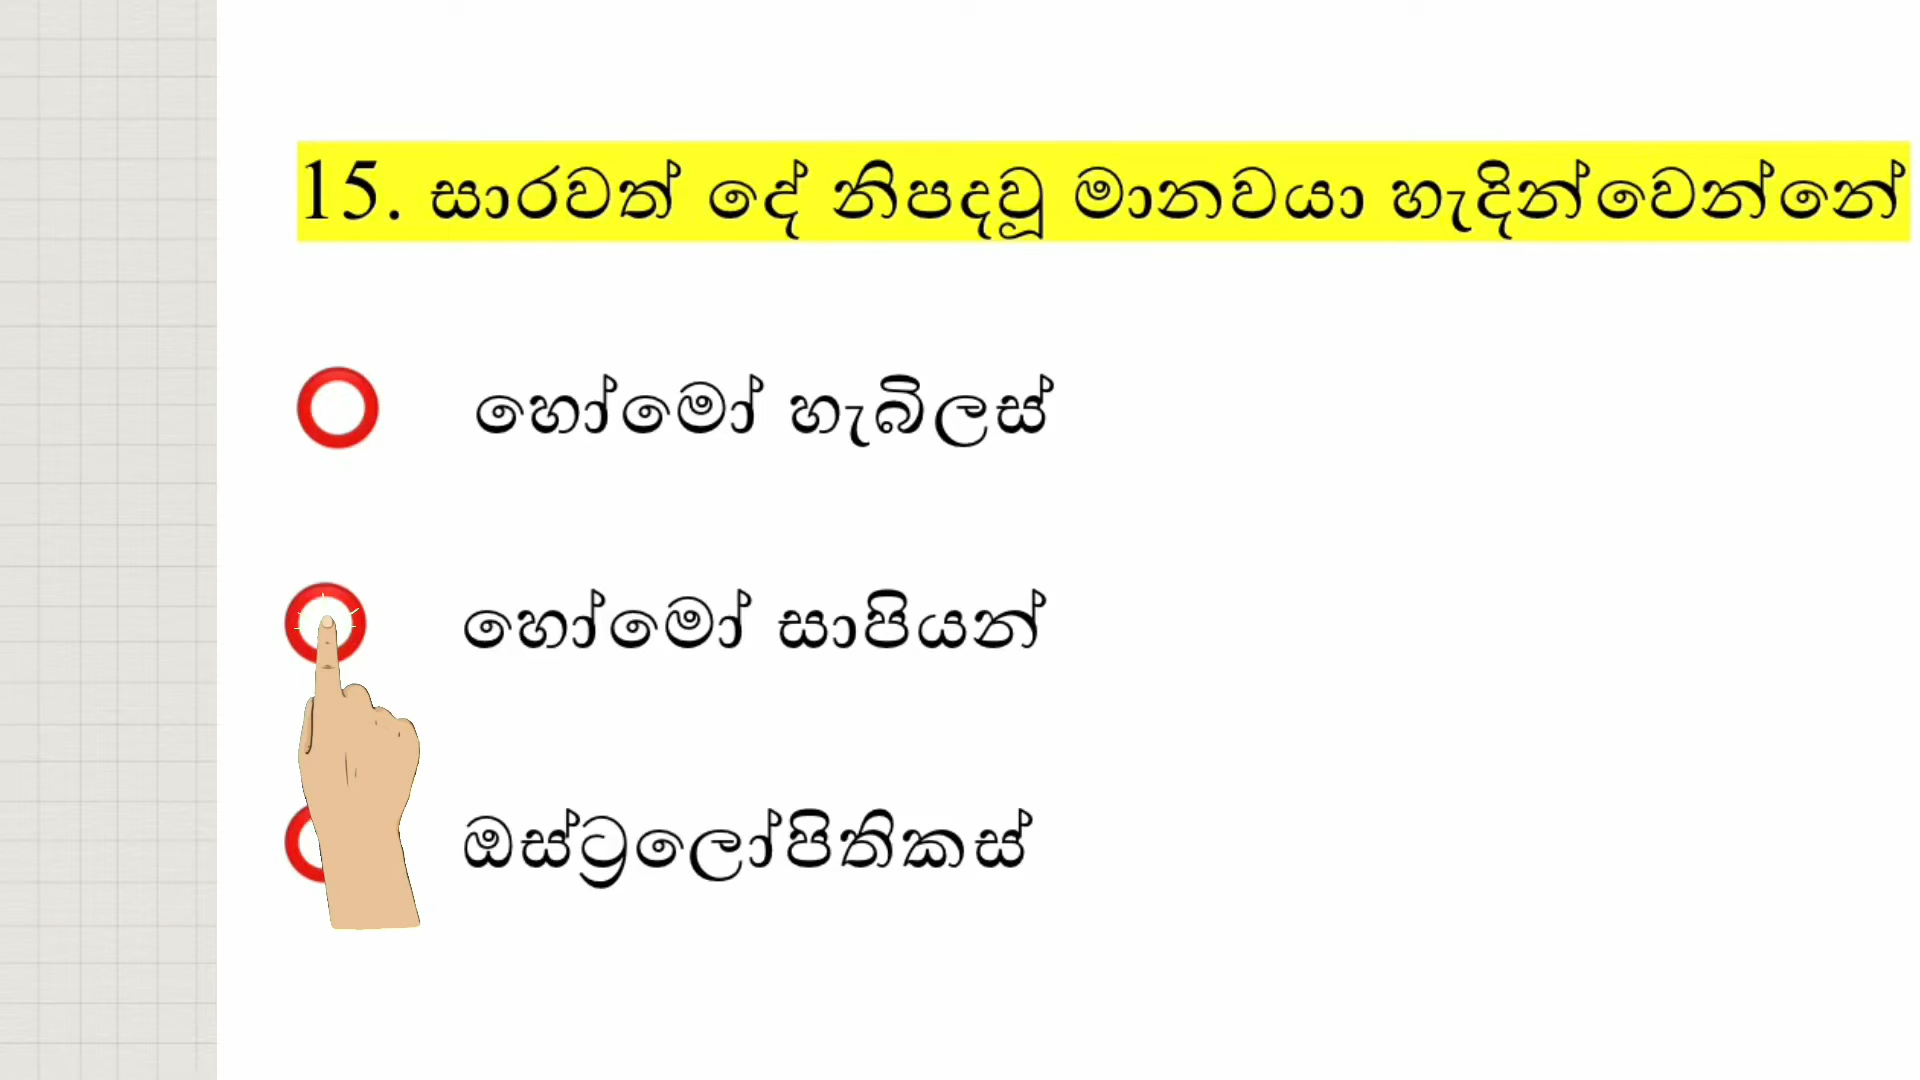 15. සාරවත් දේ නිපදවූ මානවයා හැදින්වෙන්නේ
හෝමෝ හැබිලස්
හෝමෝ සාපියන්
ඔස්ට්‍රලෝපිතිකස්